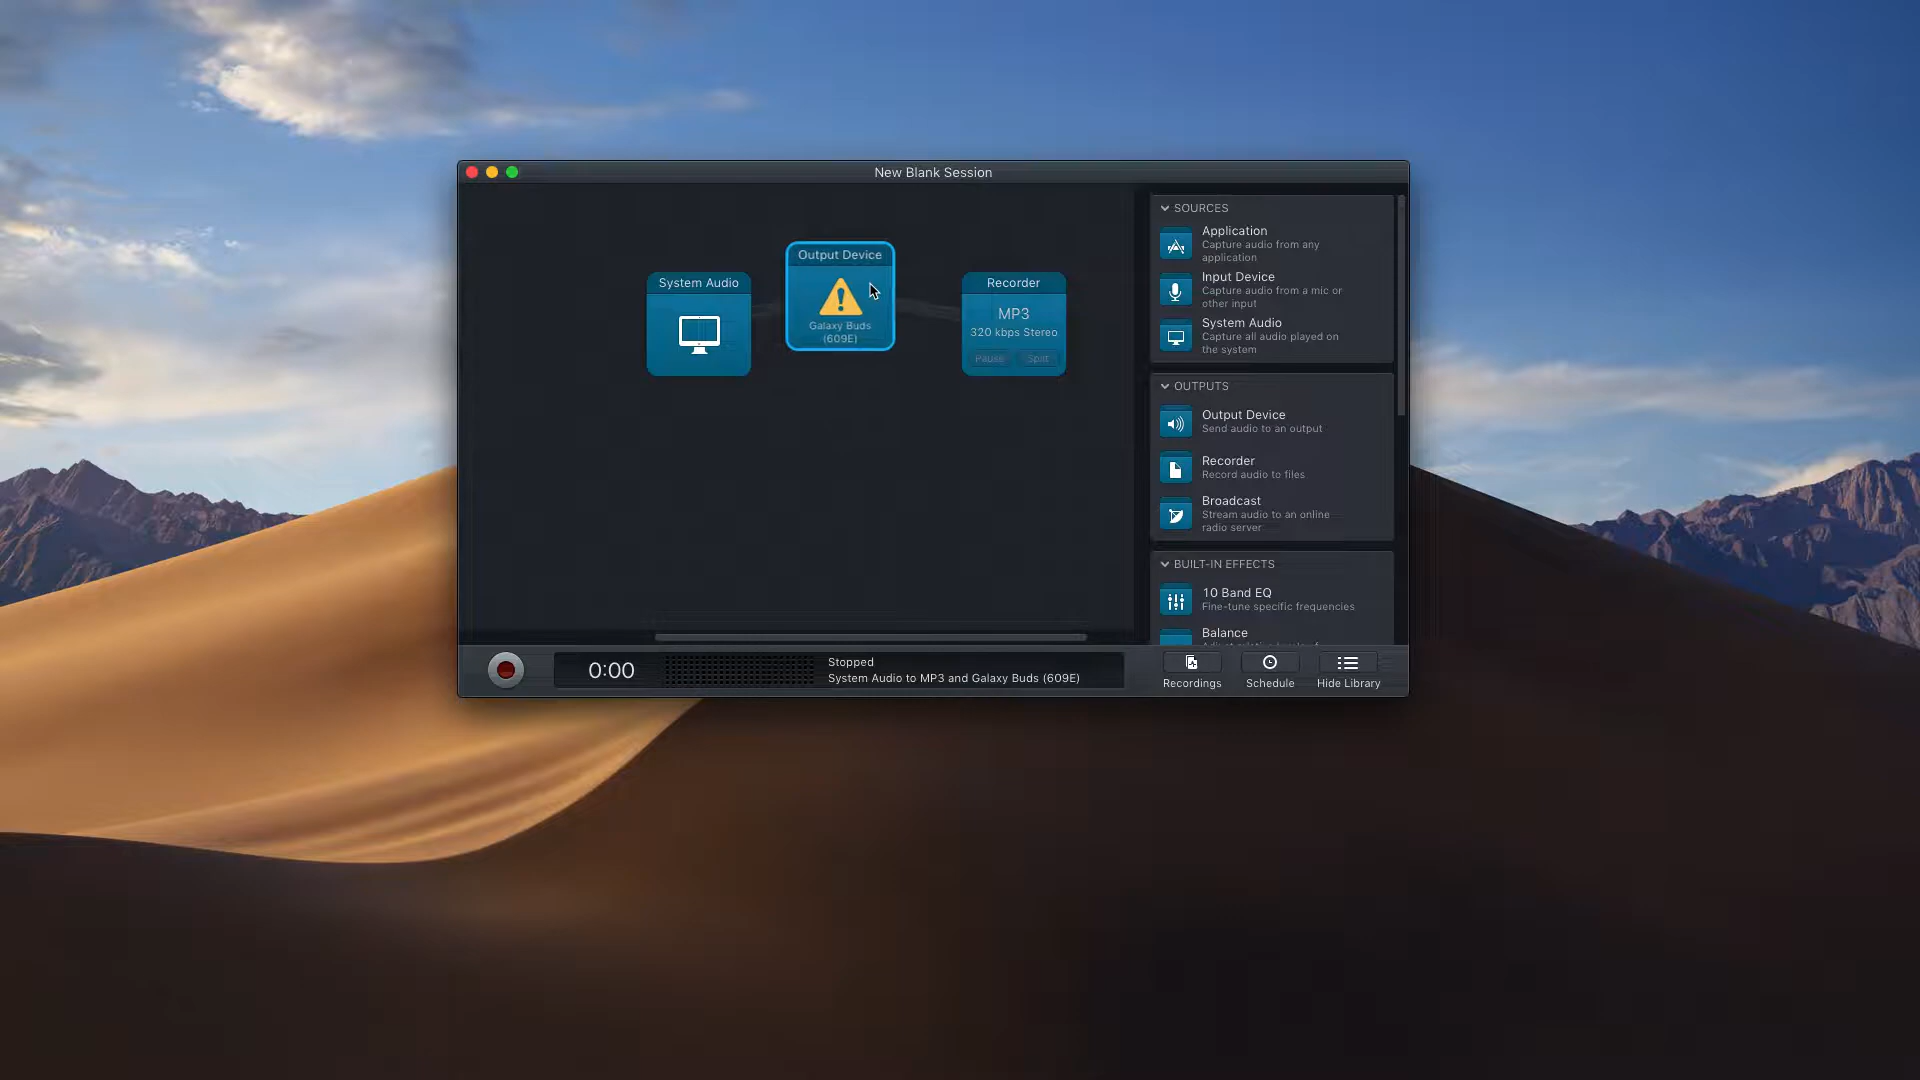 New Blank Session
System Audio
Output Device
Galaxy Buds
(609E)
Recorder
MP3
320 kbps Stereo
Pause
Split
SOURCES
Application
Capture audio from any
application
Input Device
Capture audio from a mic or
other input
System Audio
Capture all audio played on
the system
OUTPUTS
Output Device
Send audio to an output
Recorder
Record audio to files
Broadcast
Stream audio to an online
radio server
BUILT-IN EFFECTS
10 Band EQ
Fine-tune specific frequencies
Balance
0:00
Stopped
System Audio to MP3 and Galaxy Buds (609E)
Recordings
Schedule
Hide Library